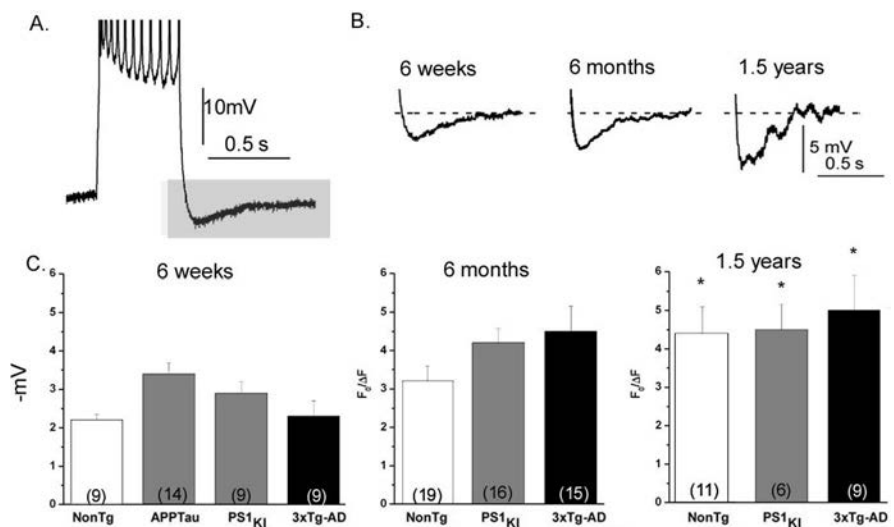 A.
10mV
0.5 s
B.
6 weeks
6 months
1.5 years
5 mV
0.5 s
C.
6 weeks
-mV
6
5
4
3
2
1
0
(9)
(14)
(9)
(9)
NonTg
APPTau
PS1KI
3xTg-AD
6 months
F0/ΔF
6
5
4
3
2
1
0
(19)
(16)
(15)
NonTg
PS1KI
3xTg-AD
1.5 years
F0/ΔF
6
5
4
3
2
1
0
*
*
*
(11)
(6)
(9)
NonTg
PS1KI
3xTg-AD